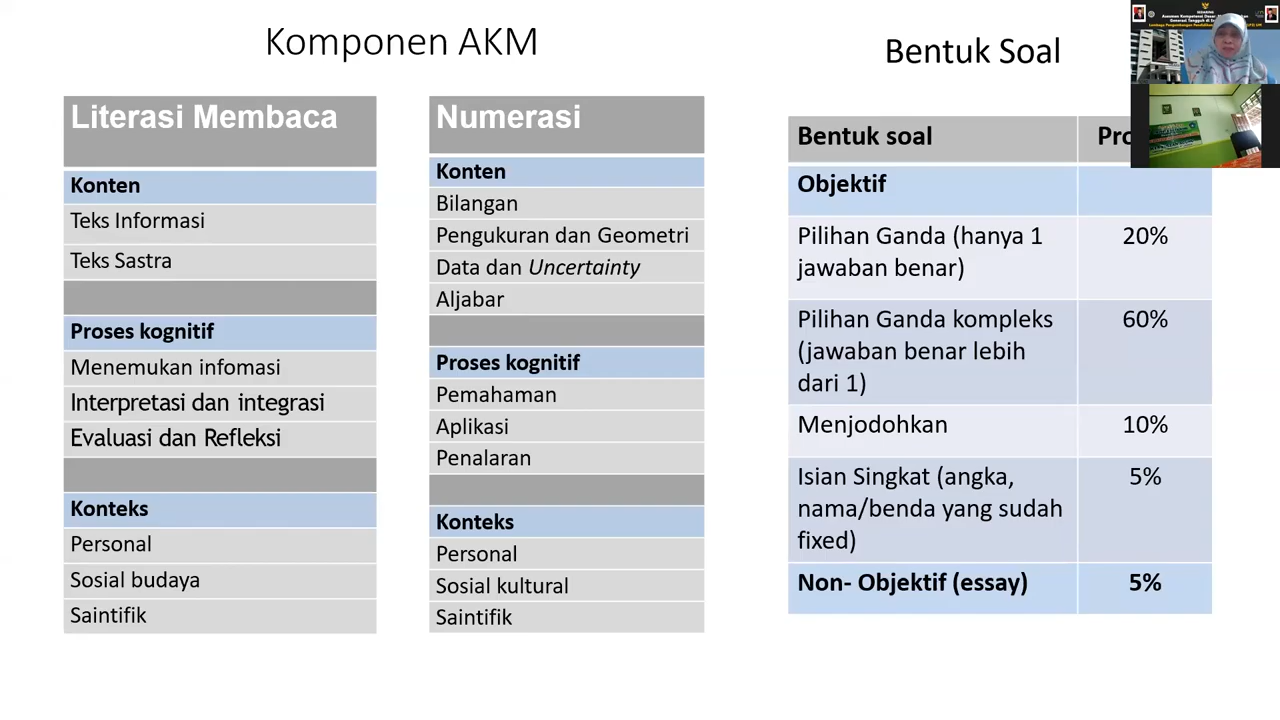 Komponen AKM
Literasi Membaca
Konten
Teks Informasi
Teks Sastra
Proses kognitif
Menemukan infomasi
Interpretasi dan integrasi
Evaluasi dan Refleksi
Konteks
Personal
Sosial budaya
Saintifik
Numerasi
Konten
Bilangan
Pengukuran dan Geometri
Data dan Uncertainty
Aljabar
Proses kognitif
Pemahaman
Aplikasi
Penalaran
Konteks
Personal
Sosial kultural
Saintifik
Bentuk Soal
Bentuk soal
Objektif
Pilihan Ganda (hanya 1
jawaban benar)
20%
Pilihan Ganda kompleks
(jawaban benar lebih
dari 1)
60%
Menjodohkan
10%
Isian Singkat (angka,
nama/benda yang sudah
fixed)
5%
Non- Objektif (essay)
5%